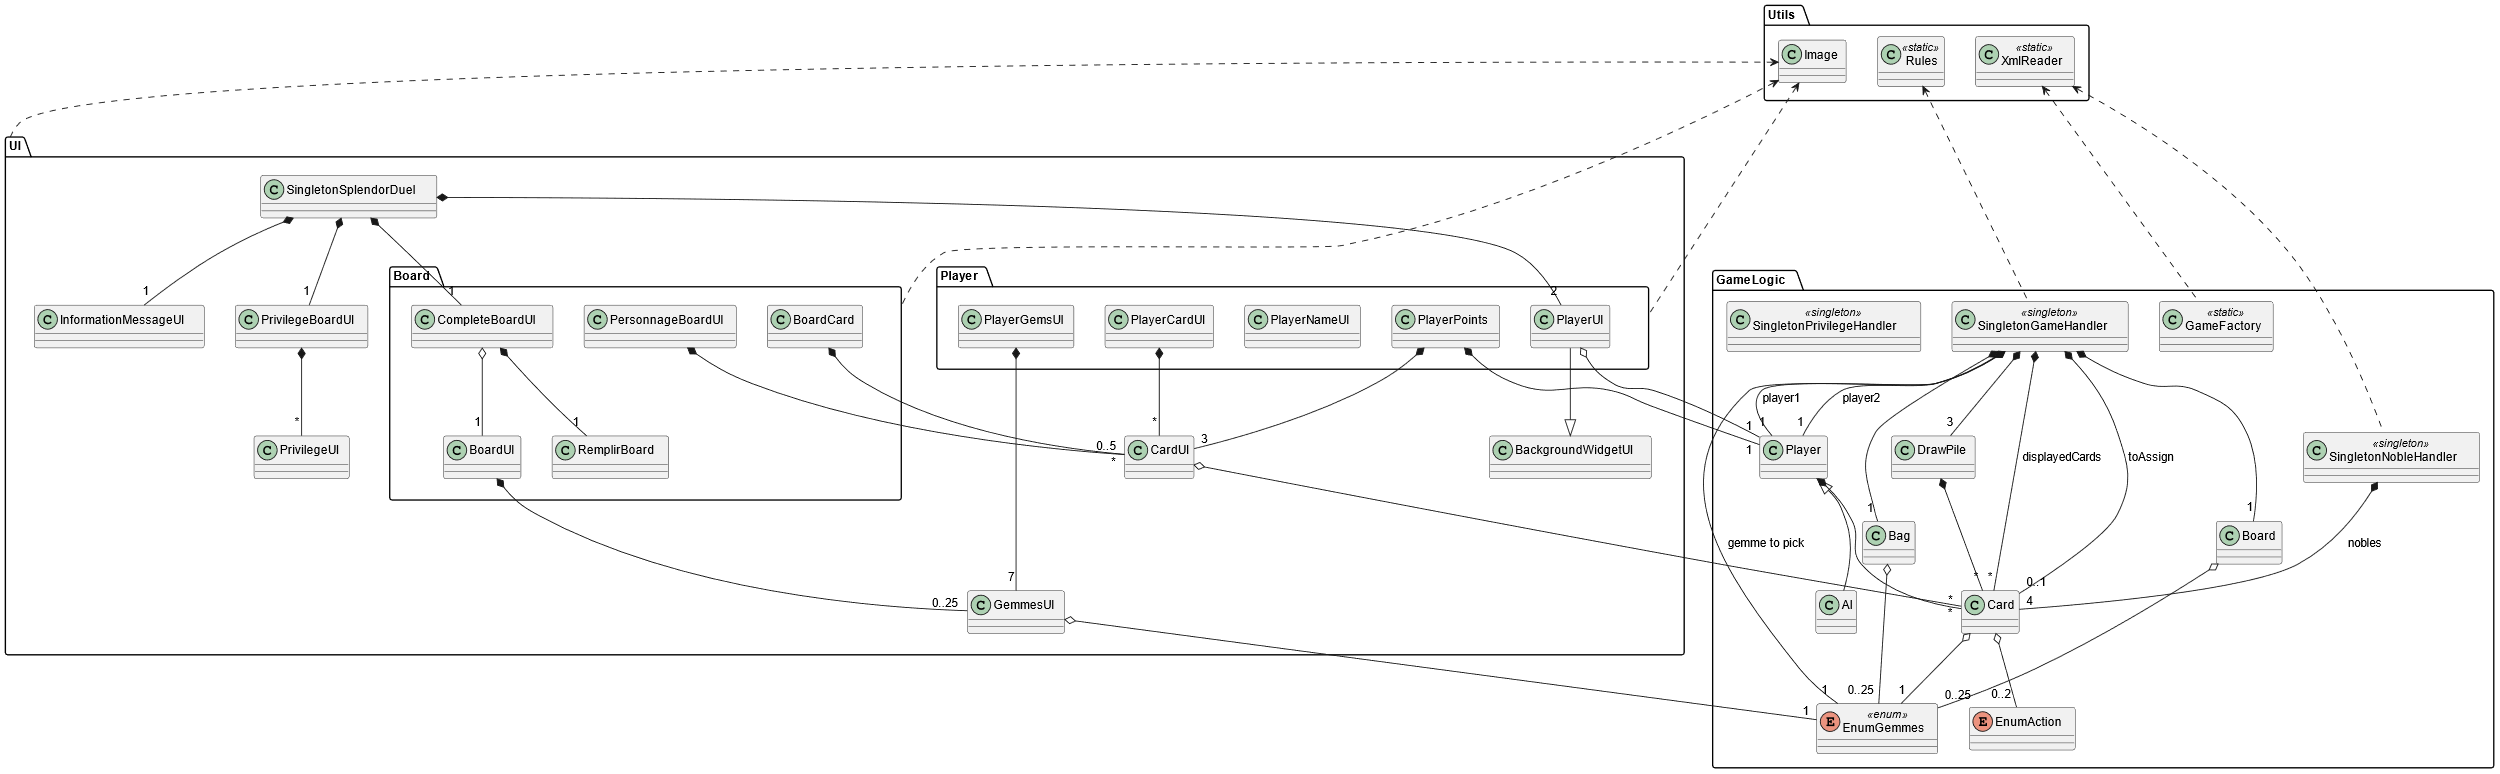 Utils
C Image
C «static»
Rules
C «static»
XmlReader
UI
C SingletonSplendorDuel
1
1
1
2
Board
Player
GameLogic
C InformationMessageUI
C PrivilegeBoardUI
C CompleteBoardUI
C PersonnageBoardUI
C BoardCard
C PlayerGemsUI
C PlayerCardUI
C PlayerNameUI
C PlayerPoints
C PlayerUI
C «singleton»
SingletonPrivilegeHandler
C «singleton»
SingletonGameHandler
C «static»
GameFactory
player1
player2
*
1
1
0..5
*
*
3
1
1
1
1
3
C PrivilegeUI
C BoardUI
C RemplirBoard
C CardUI
C BackgroundWidgetUI
C Player
C DrawPile
displayedCards
toAssign
C «singleton»
SingletonNobleHandler
1
1
C Bag
C Board
gemme to pick
nobles
7
*
*
0..1
0..25
*
*
4
C GemmesUI
C AI
C Card
1
0..25
1
0..2
0..25
1
E «enum»
EnumGemmes
E EnumAction